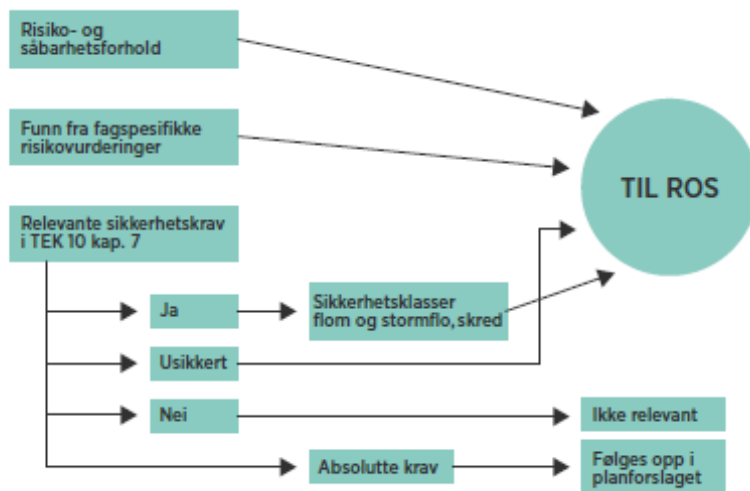 Risiko- og
såbarhetsforhold
Funn fra fagspesifikke
risikovurderinger
TIL ROS
Relevante sikkerhetskrav
i TEK 10 kap. 7
Ja
Sikkerhetsklasser
flom og stormflo, skred
Usikkert
Nei
Ikke relevant
Absolutte krav
Følges opp i
planforslaget